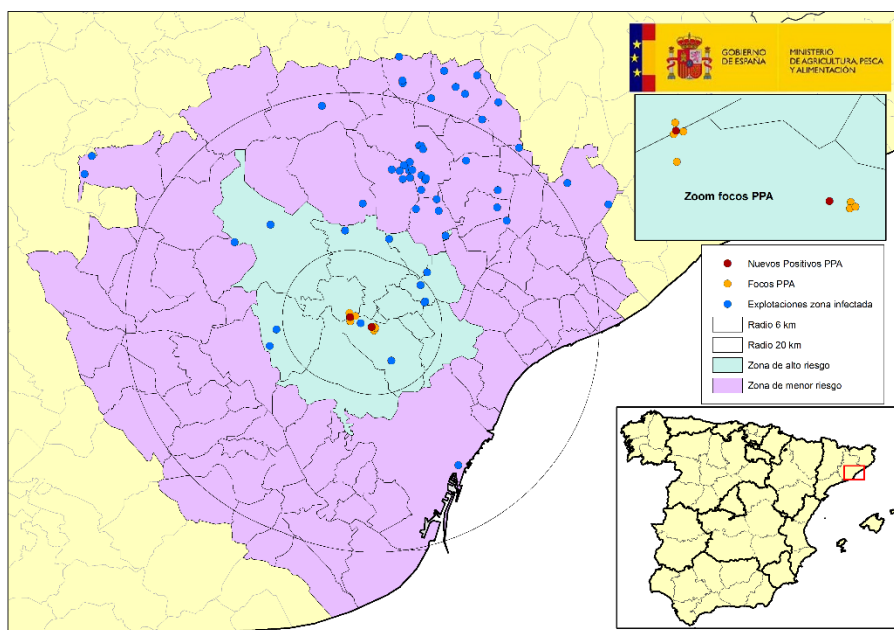 GOBIERNO
DE ESPAÑA
MINISTERIO
DE AGRICULTURA, PESCA
Y ALIMENTACIÓN
Zoom focos PPA
Nuevos Positivos PPA
Focos PPA
Explotaciones zona infectada
Radio 6 km
Radio 20 km
Zona de alto riesgo
Zona de menor riesgo